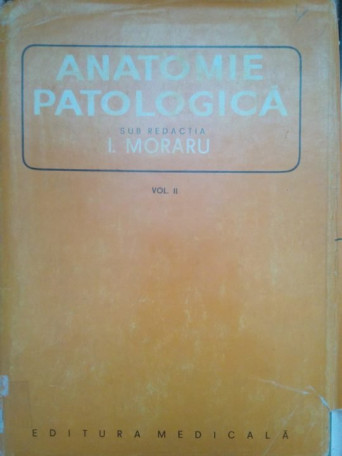 ANATOMIE
PATOLOGICĂ
SUB REDACȚIA
I. MORARU
VOL. II
EDITURA MEDICALĂ